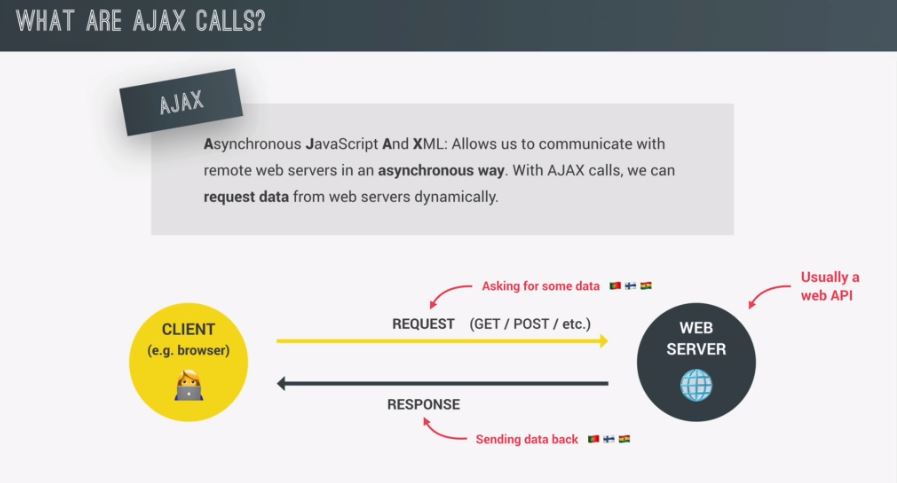 WHAT ARE AJAX CALLS?
AJAX
Asynchronous JavaScript And XML: Allows us to communicate with
remote web servers in an asynchronous way. With AJAX calls, we can
request data from web servers dynamically.
Usually a
web API
Asking for some data
CLIENT
(e.g. browser)
REQUEST (GET / POST / etc.)
WEB
SERVER
RESPONSE
Sending data back